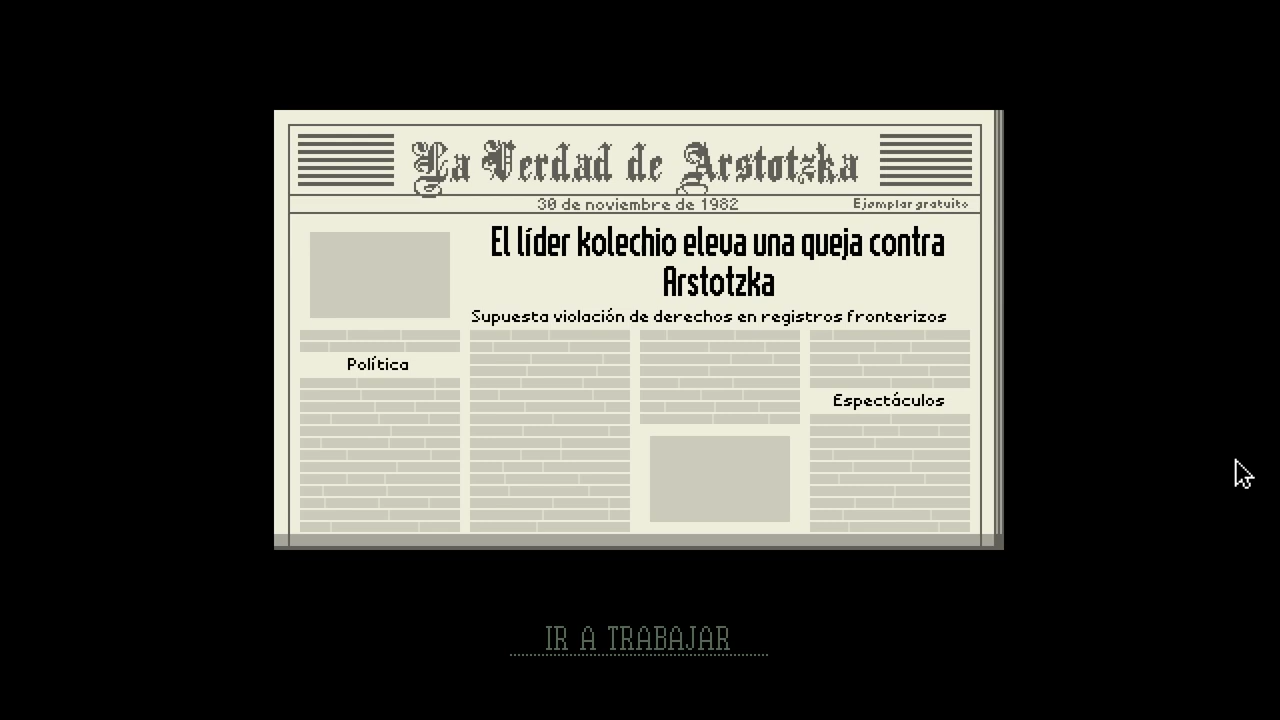 La Verdad de Arstotzka
30 de noviembre de 1982
Ejemplar gratuito
El líder kolechio eleva una queja contra
Arstotzka
Supuesta violación de derechos en registros fronterizos
Política
Espectáculos
IR A TRABAJAR